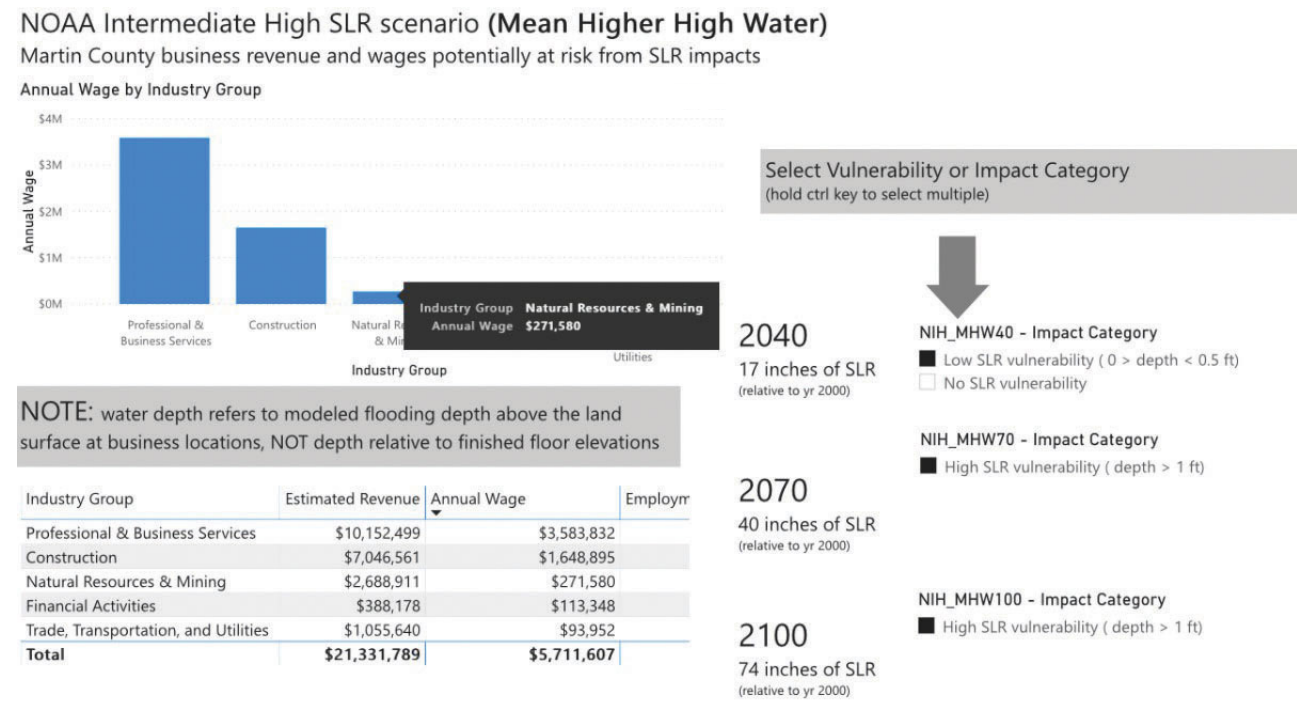 NOAA Intermediate High SLR scenario (Mean Higher High Water)
Martin County business revenue and wages potentially at risk from SLR impacts
Annual Wage by Industry Group
$4M
$3M
$2M
$1M
$0M
Annual Wage
Professional &
Business Services
Construction
Natural Re
& Mi
Utilities
Industry Group Natural Resources & Mining
Annual Wage $271,580
Industry Group
NOTE: water depth refers to modeled flooding depth above the land
surface at business locations, NOT depth relative to finished floor elevations
Industry Group Estimated Revenue Annual Wage Employm
Professional & Business Services $10,152,499 $3,583,832
Construction $7,046,561 $1,648,895
Natural Resources & Mining $2,688,911 $271,580
Financial Activities $388,178 $113,348
Trade, Transportation, and Utilities $1,055,640 $93,952
Total $21,331,789 $5,711,607
Select Vulnerability or Impact Category
(hold ctrl key to select multiple)
2040
17 inches of SLR
(relative to yr 2000)
NIH_MHW40 - Impact Category
Low SLR vulnerability ( 0 > depth < 0.5 ft)
No SLR vulnerability
2070
40 inches of SLR
(relative to yr 2000)
NIH_MHW70 - Impact Category
High SLR vulnerability ( depth > 1 ft)
2100
74 inches of SLR
(relative to yr 2000)
NIH_MHW100 - Impact Category
High SLR vulnerability ( depth > 1 ft)